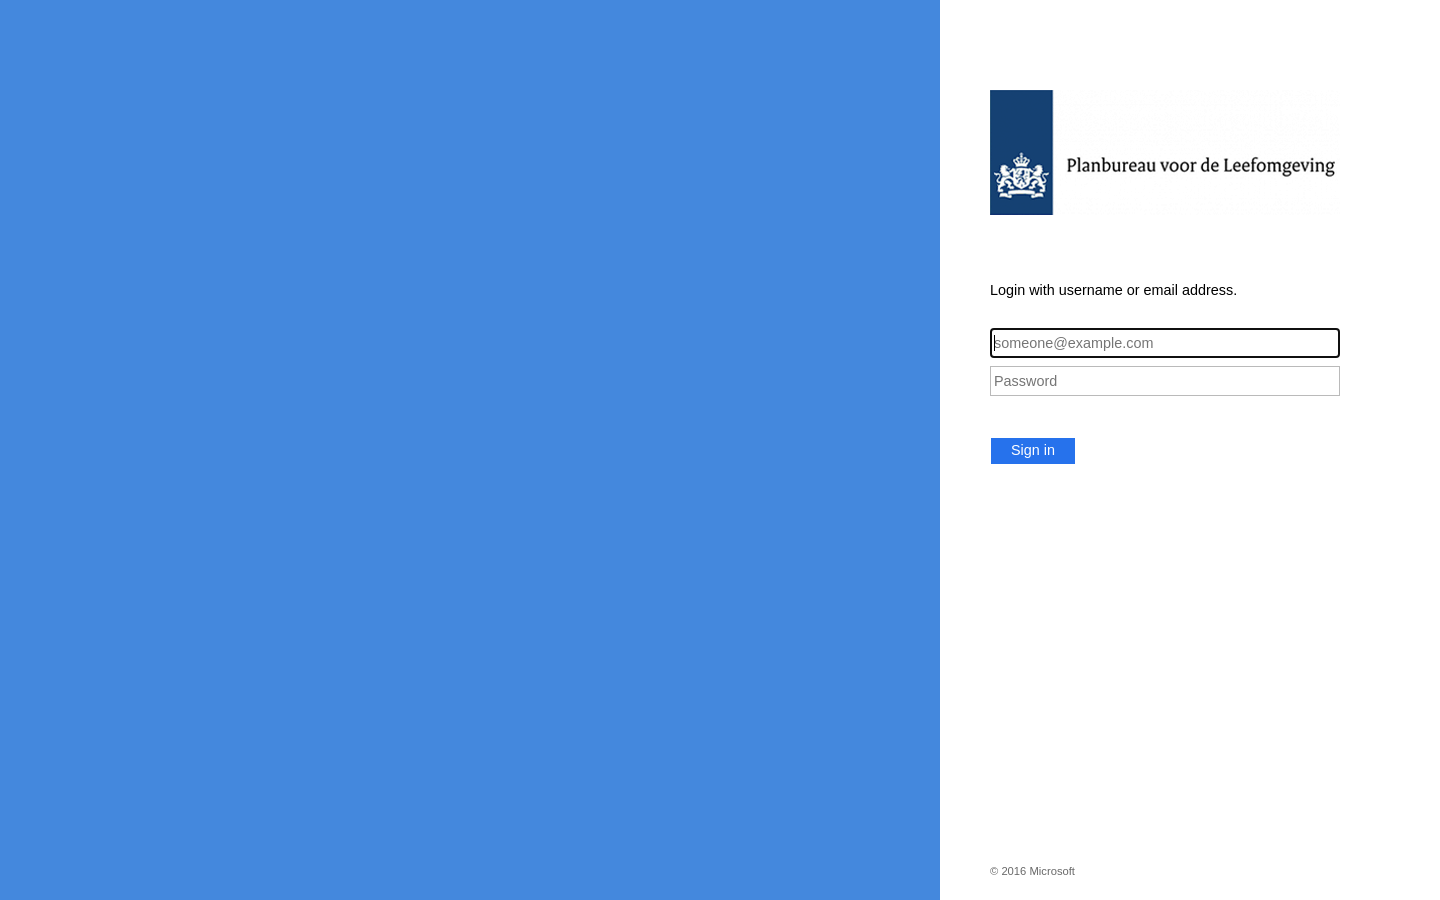 Planbureau voor de Leefomgeving
Login with username or email address.
someone@example.com
Password
Sign in
© 2016 Microsoft